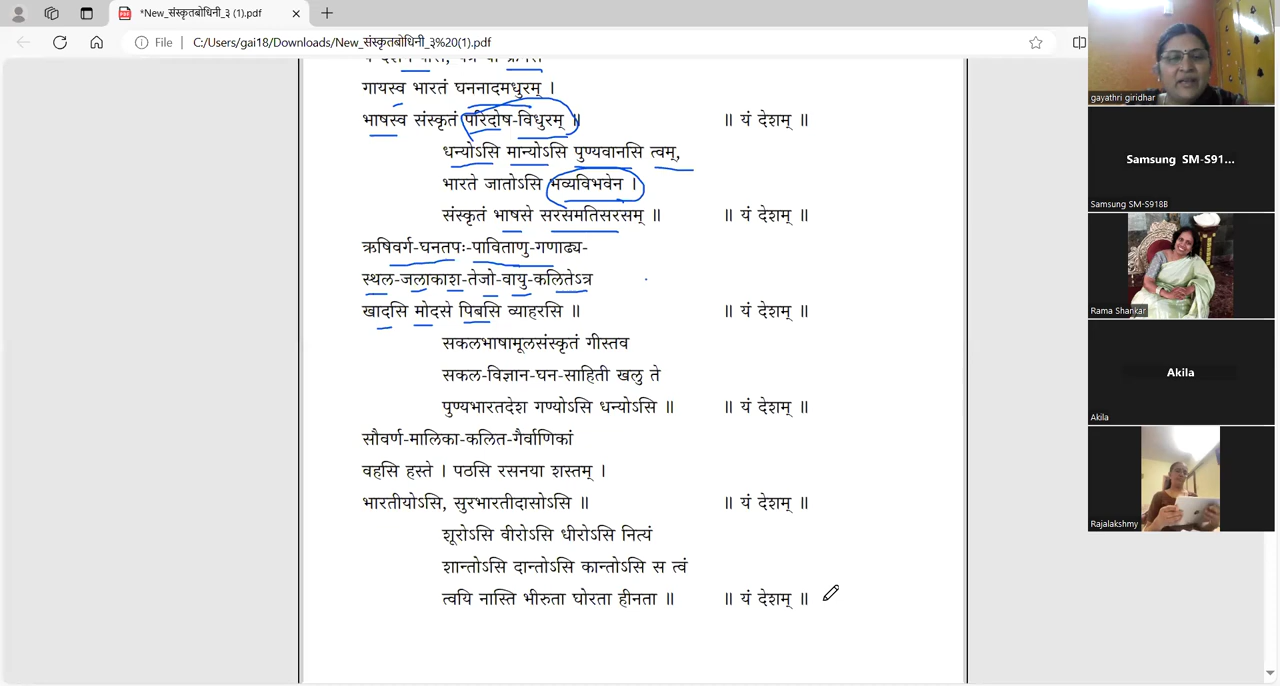 *New_संस्कृतबोधिनी_३ (1).pdf
File C:/Users/gai18/Downloads/New_संस्कृतबोधिनी_३%20(1).pdf
गायस्व भारतं घननादमधुरम् ।
भाषस्व संस्कृतं परिदोष-विधुरम् ॥ ॥ यं देशम् ॥
धन्योऽसि मान्योऽसि पुण्यवानसि त्वम्,
भारते जातोऽसि भव्यविभवेन ।
संस्कृतं भाषसे सरसमतिसरसम् ॥ ॥ यं देशम् ॥
ऋषिवर्ग-घनतपः-पाविताणु-गणाढ्य-
स्थल-जलाकाश-तेजो-वायु-कलितेऽत्र
खादसि मोदसे पिबसि व्याहरसि ॥ ॥ यं देशम् ॥
सकलभाषामूलसंस्कृतं गीस्तव
सकल-विज्ञान-घन-साहिती खलु ते
पुण्यभारतदेश गण्योऽसि धन्योऽसि ॥ ॥ यं देशम् ॥
सौवर्ण-मालिका-कलित-गैर्वाणिकां
वहसि हस्ते । पठसि रसनया शस्तम् ।
भारतीयोऽसि, सुरभारतीदासोऽसि ॥ ॥ यं देशम् ॥
शूरोऽसि वीरोऽसि धीरोऽसि नित्यं
शान्तोऽसि दान्तोऽसि कान्तोऽसि स त्वं
त्वयि नास्ति भीरुता घोरता हीनता ॥ ॥ यं देशम् ॥
gayathri giridhar
Samsung SM-S91...
Samsung SM-S918B
Rama Shankar
Akila
Akila
Rajalakshmy